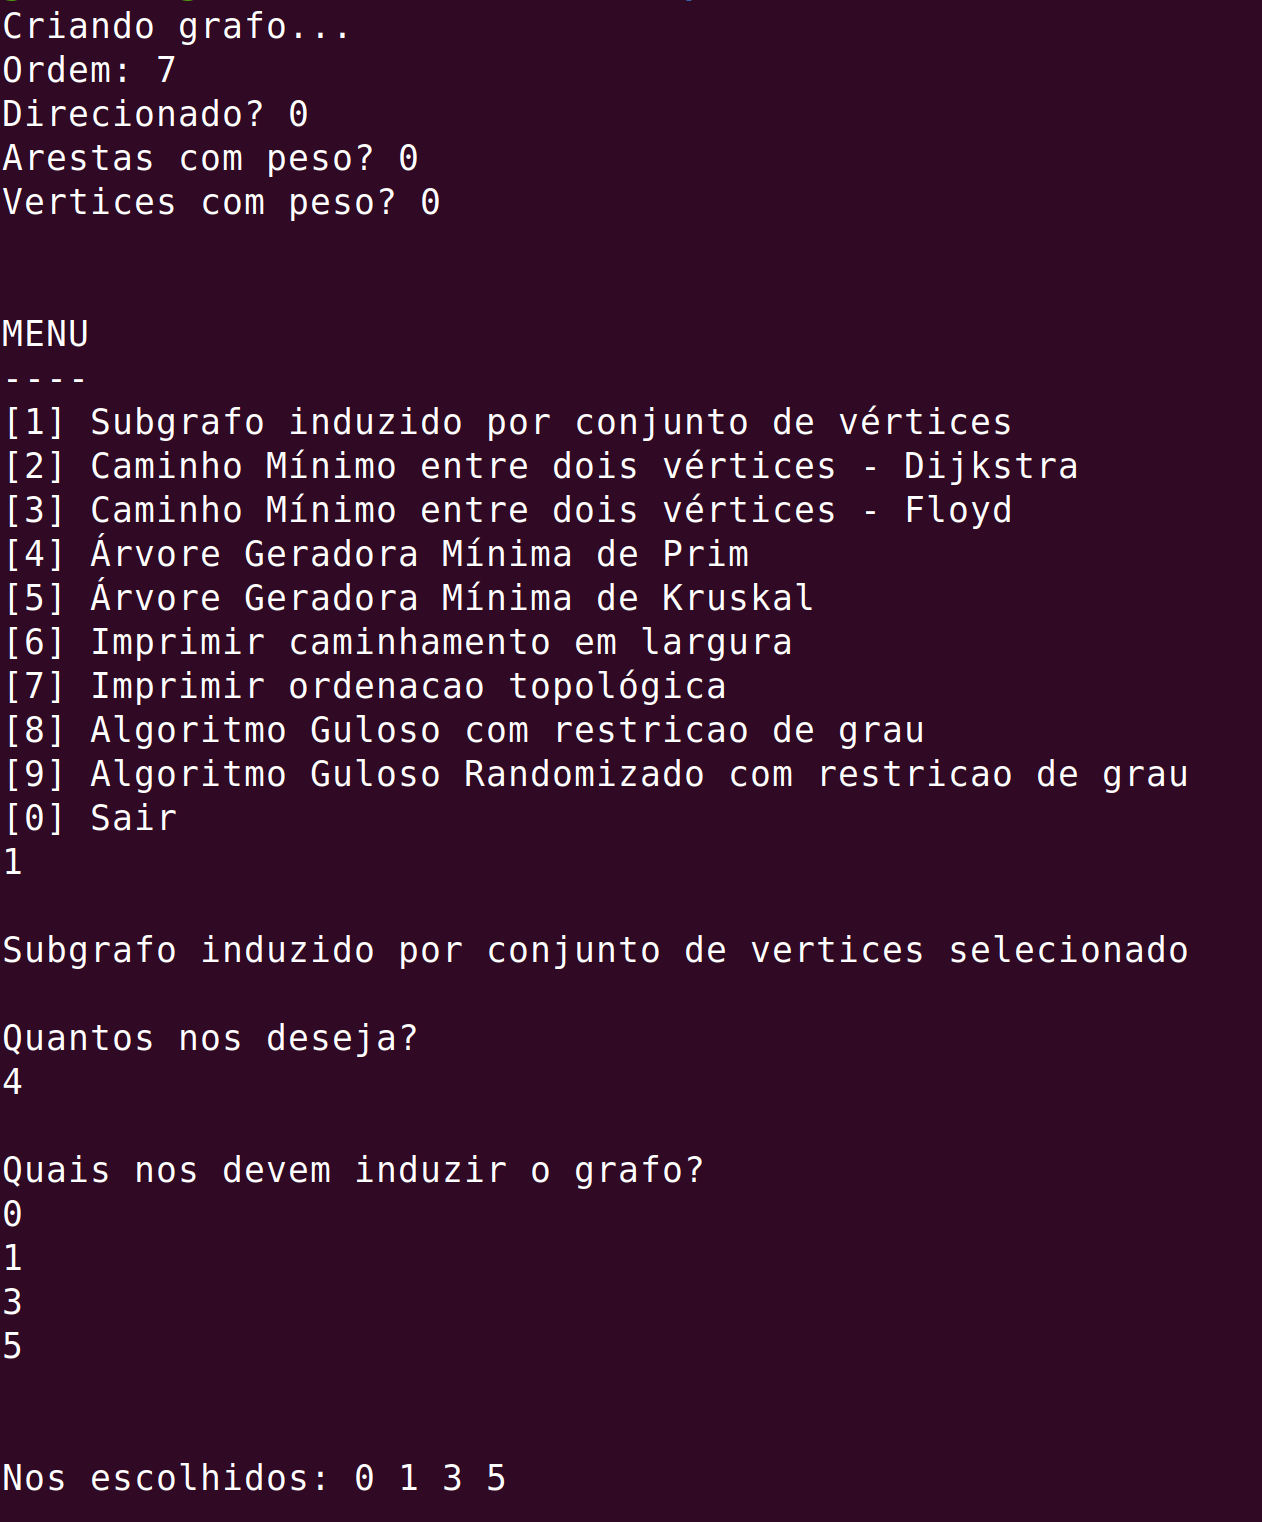 Criando grafo...
Ordem: 7
Direcionado? 0
Arestas com peso? 0
Vertices com peso? 0
MENU
----
[1] Subgrafo induzido por conjunto de vértices
[2] Caminho Mínimo entre dois vértices - Dijkstra
[3] Caminho Mínimo entre dois vértices - Floyd
[4] Árvore Geradora Mínima de Prim
[5] Árvore Geradora Mínima de Kruskal
[6] Imprimir caminhamento em largura
[7] Imprimir ordenacao topológica
[8] Algoritmo Guloso com restricao de grau
[9] Algoritmo Guloso Randomizado com restricao de grau
[0] Sair
1
Subgrafo induzido por conjunto de vertices selecionado
Quantos nos deseja?
4
Quais nos devem induzir o grafo?
0
1
3
5
Nos escolhidos: 0 1 3 5